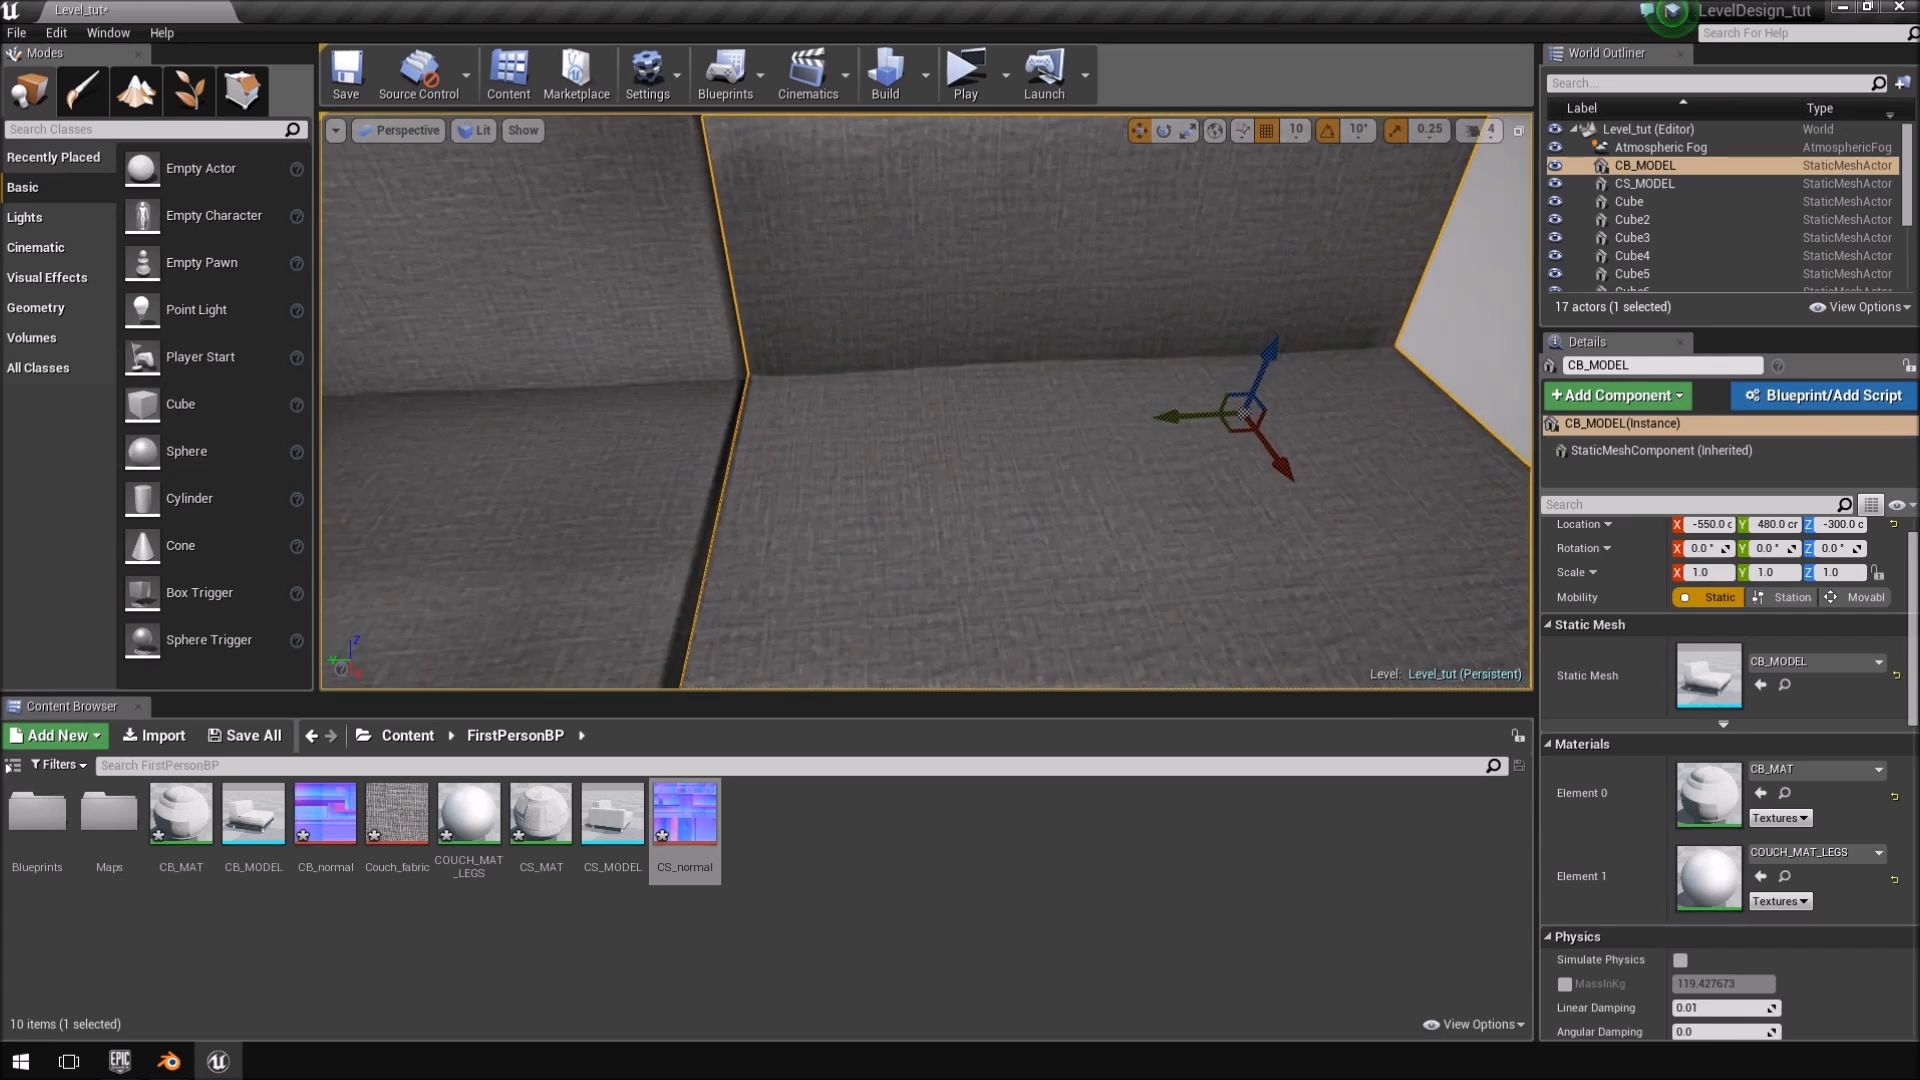 Level_tut*
LevelDesign_tut
File Edit Window Help
Search For Help
Modes
Search Classes
Recently Placed
Basic
Lights
Cinematic
Visual Effects
Geometry
Volumes
All Classes
Empty Actor
Empty Character
Empty Pawn
Point Light
Player Start
Cube
Sphere
Cylinder
Cone
Box Trigger
Sphere Trigger
Save Source Control Content Marketplace Settings Blueprints Cinematics Build Play Launch
Perspective Lit Show
10 10° 0.25 4
Z
Level: Level_tut (Persistent)
World Outliner
Search...
Label Type
Level_tut (Editor) World
Atmospheric Fog AtmosphericFog
CB_MODEL StaticMeshActor
CS_MODEL StaticMeshActor
Cube StaticMeshActor
Cube2 StaticMeshActor
Cube3 StaticMeshActor
Cube4 StaticMeshActor
Cube5 StaticMeshActor
17 actors (1 selected) View Options
Details
CB_MODEL
+Add Component Blueprint/Add Script
CB_MODEL(Instance)
StaticMeshComponent (Inherited)
Search
Location X -550.0 c Y 480.0 cr Z -300.0 c
Rotation X 0.0 ° Y 0.0 ° Z 0.0 °
Scale X 1.0 Y 1.0 Z 1.0
Mobility Static Station Movabl
Static Mesh
Static Mesh CB_MODEL
Materials
Element 0 CB_MAT
Textures
Element 1 COUCH_MAT_LEGS
Textures
Physics
Simulate Physics
MassInKg 119.427673
Linear Damping 0.01
Angular Damping 0.0
Content Browser
Add New Import Save All Content FirstPersonBP
Filters Search FirstPersonBP
Blueprints Maps CB_MAT CB_MODEL CB_normal Couch_fabric COUCH_MAT_LEGS CS_MAT CS_MODEL CS_normal
10 items (1 selected) View Options
EPIC